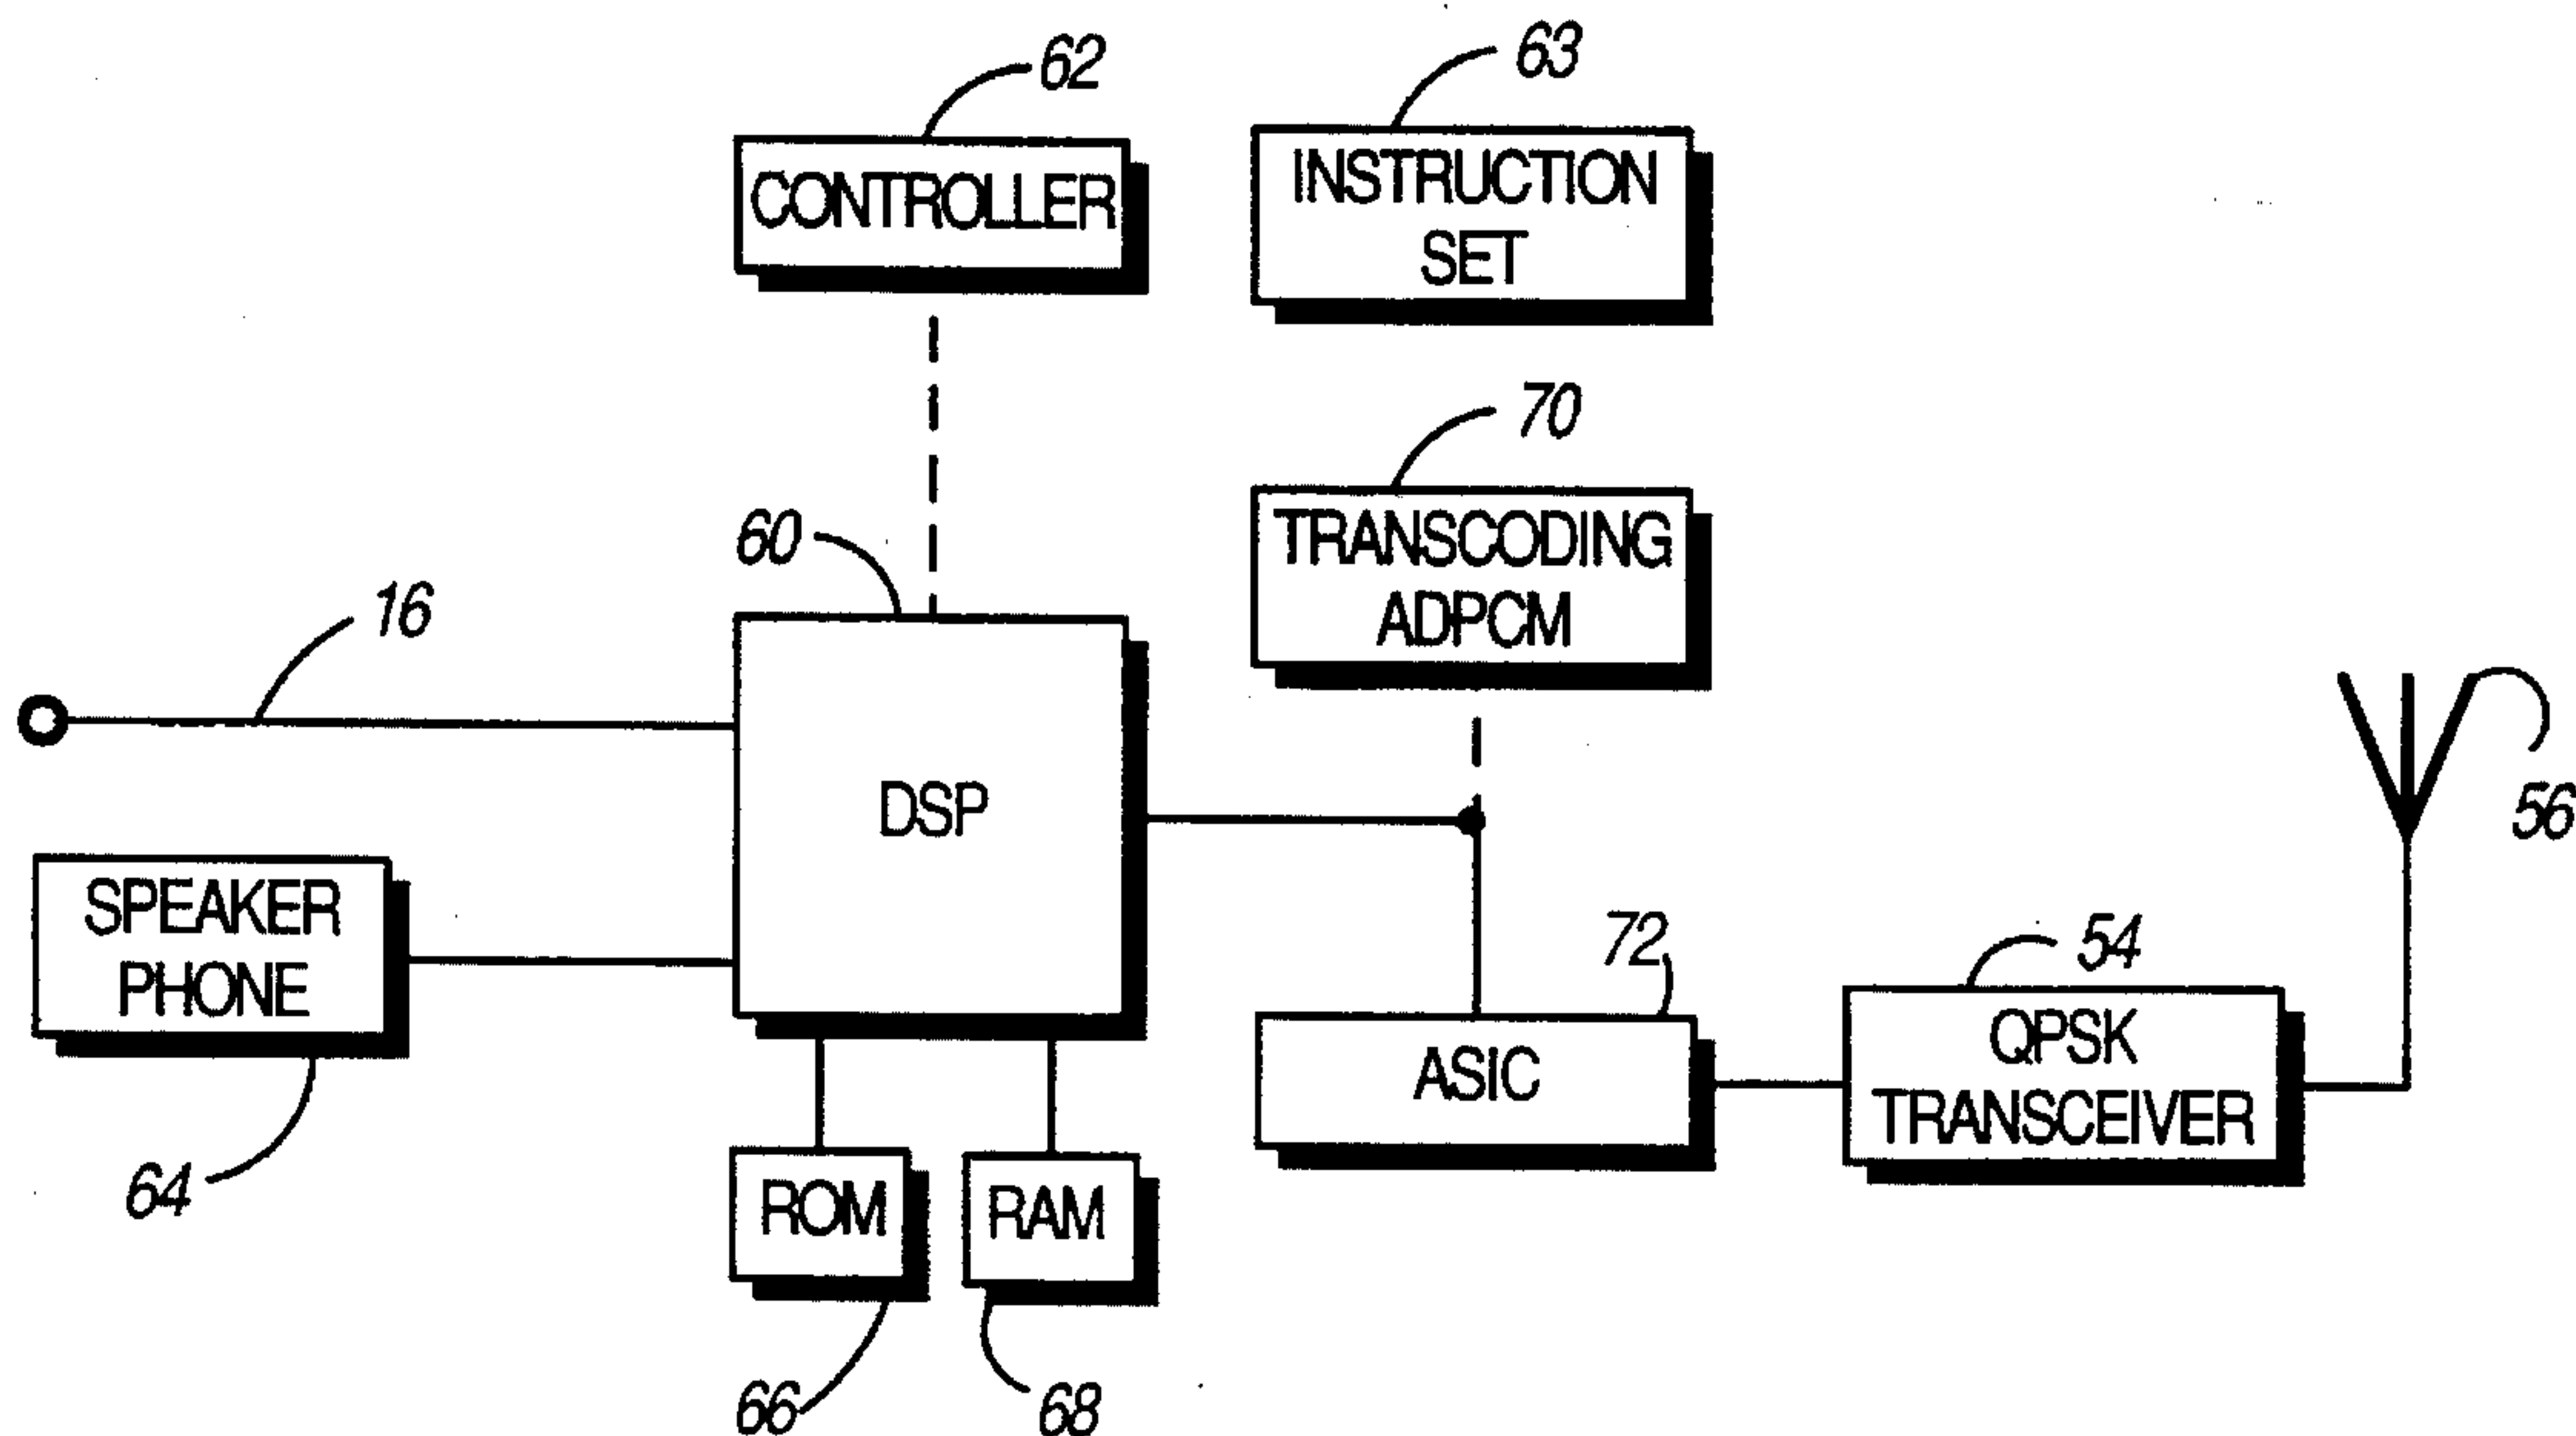 62
63
CONTROLLER
INSTRUCTION
SET
70
60
TRANSCODING
ADPCM
16
DSP
56
SPEAKER
PHONE
72
54
QPSK
TRANSCEIVER
ASIC
64
ROM
RAM
66
68